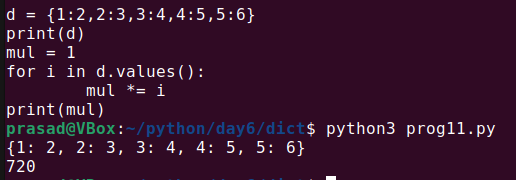 d = {1:2,2:3,3:4,4:5,5:6}
print(d)
mul = 1
for i in d.values():
        mul *= i
print(mul)
prasad@VBox:~/python/day6/dict$ python3 prog11.py
{1: 2, 2: 3, 3: 4, 4: 5, 5: 6}
720